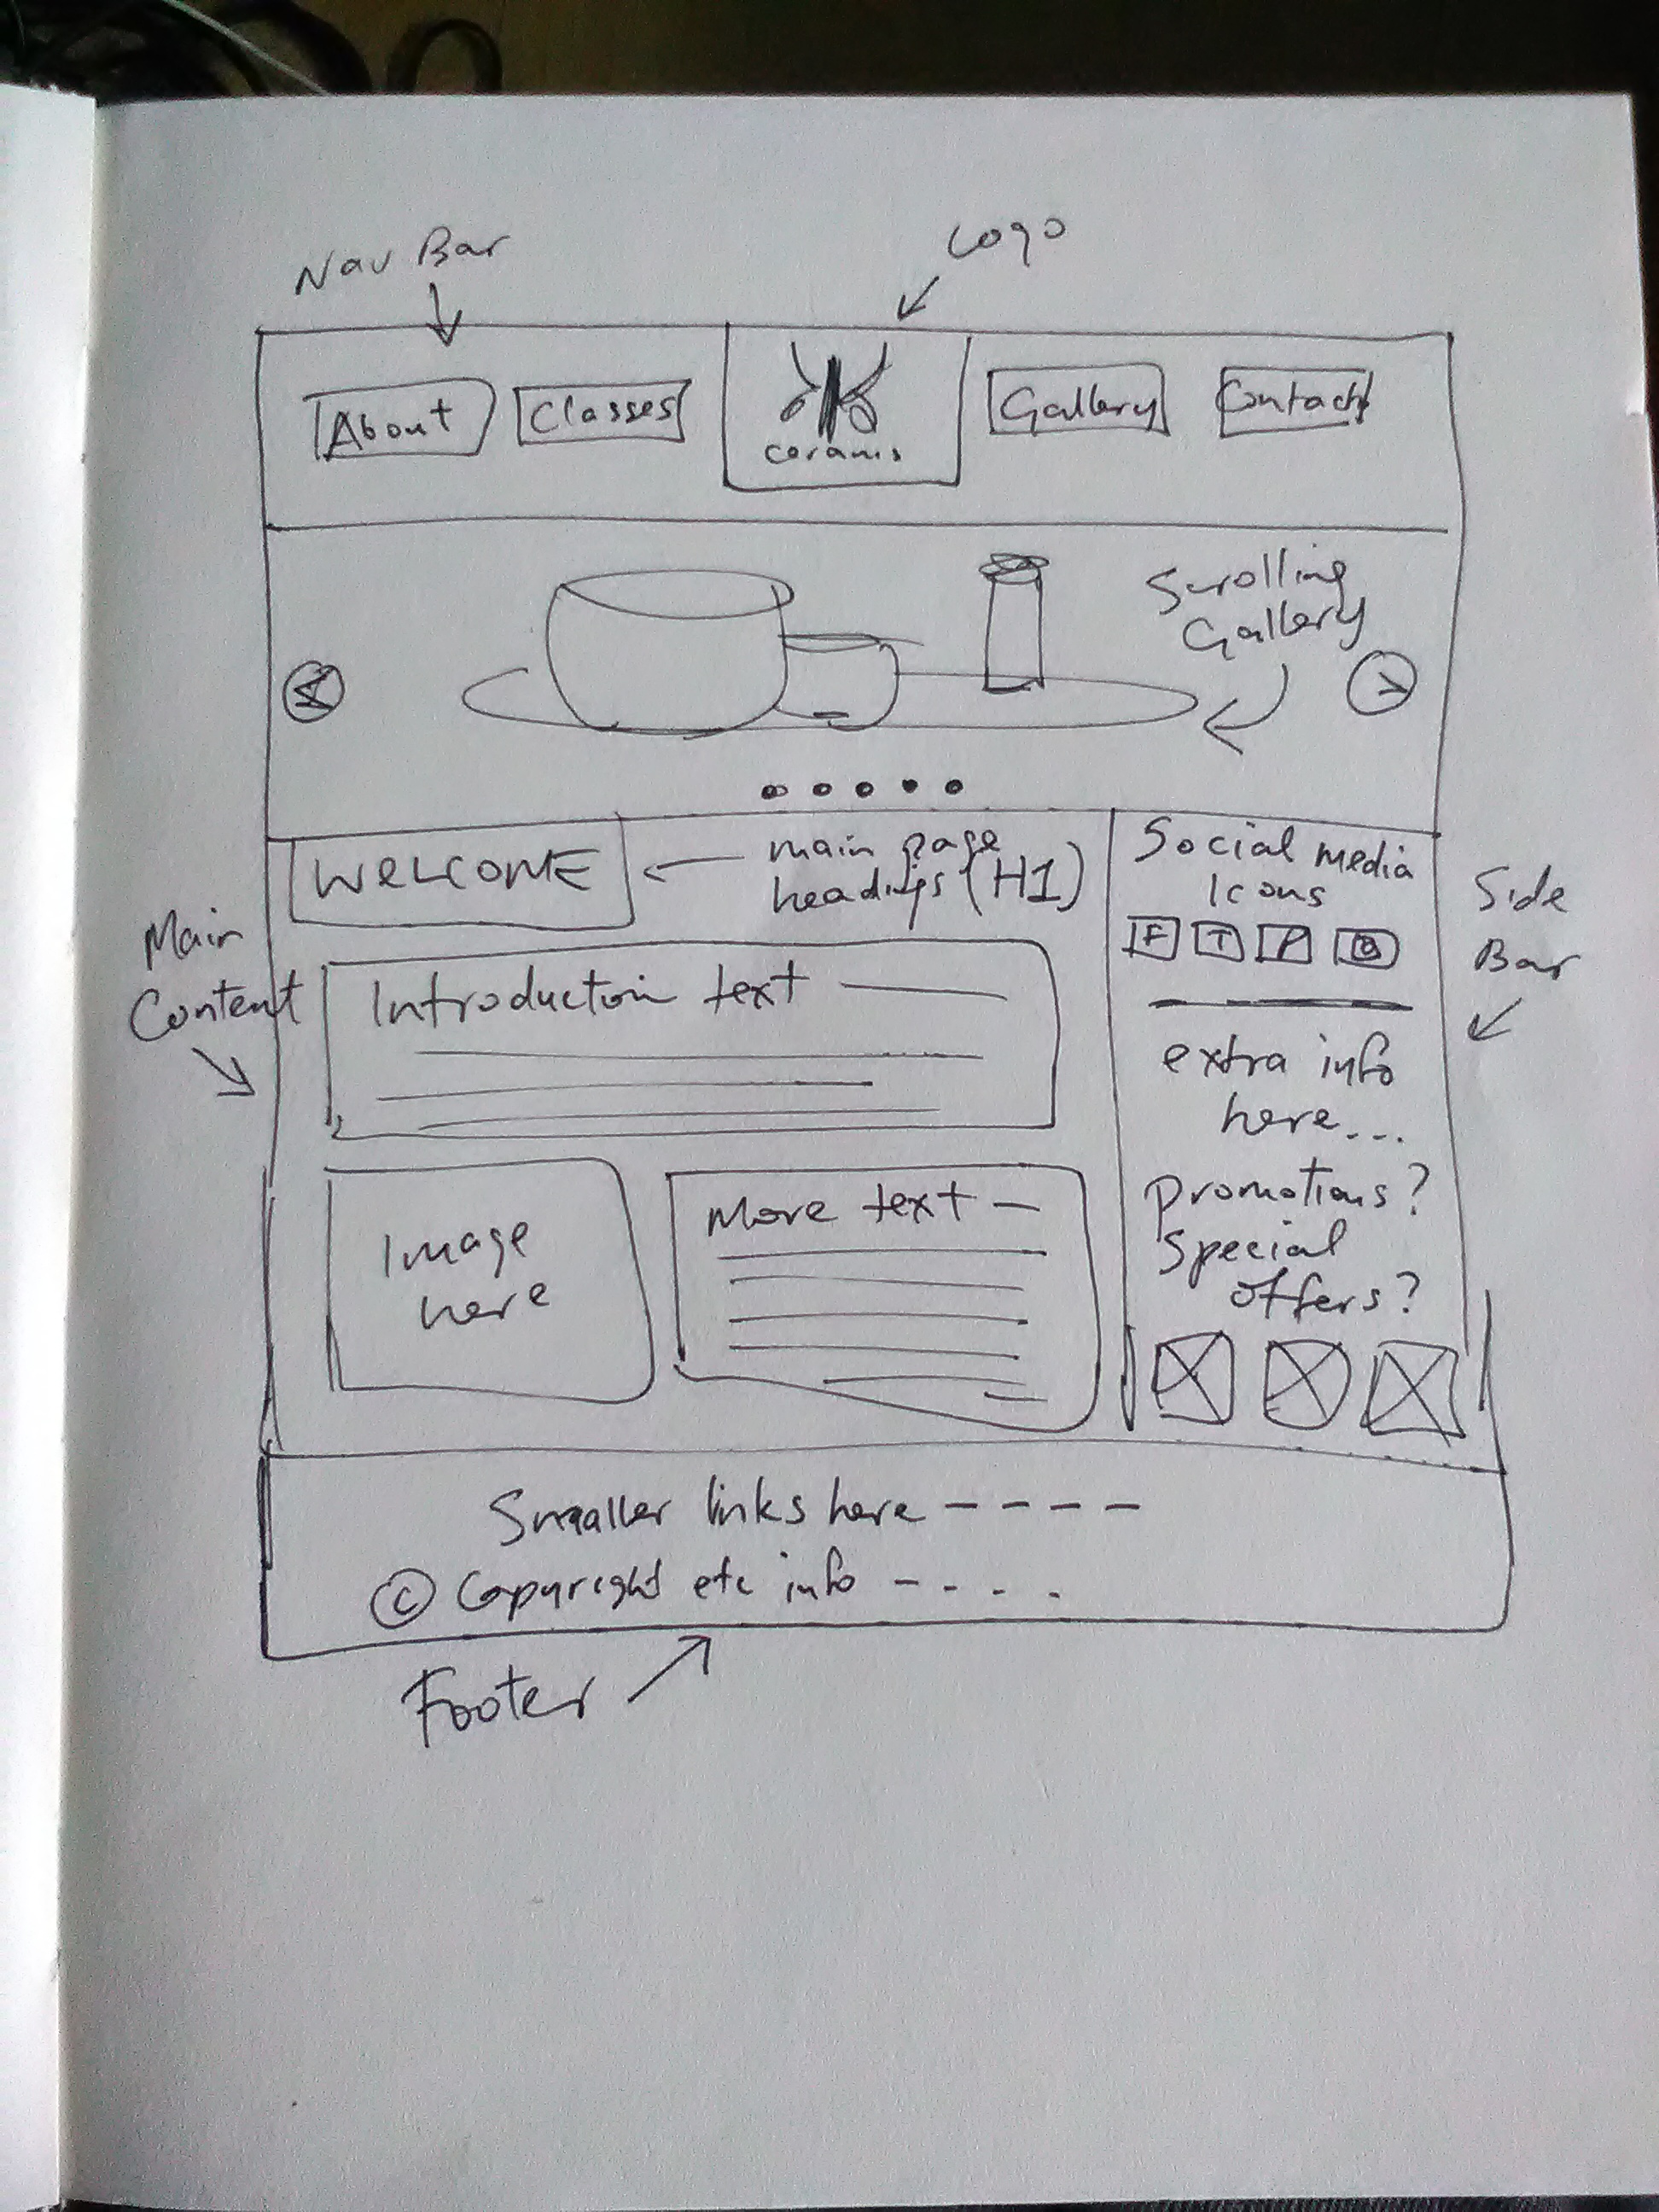 Nav Bar
Logo
About
Classes
Gallery
Contact
Scrolling
Gallery
WELCOME
main page
headings (H1)
Social media
Icons
F T P
Side
Bar
Main
Content
Introduction text
extra info
here...
promotions?
special
offers?
Image
here
More text
Smaller links here - - - -
© Copyright etc info - - - .
Footer